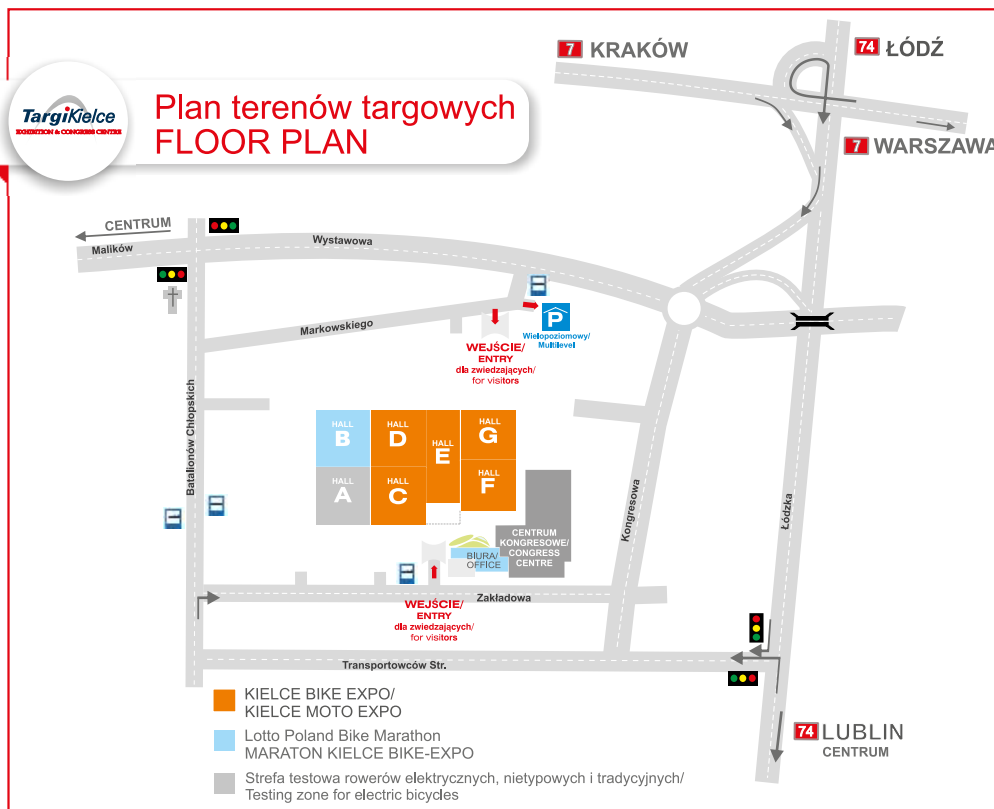 7 KRAKÓW
74 ŁÓDŹ
TargiKielce
EXHIBITION & CONGRESS CENTRE
Plan terenów targowych
FLOOR PLAN
7 WARSZAWA
CENTRUM
Malików
Wystawowa
Markowskiego
P
Wielopoziomowy/
Multilevel
WEJŚCIE/
ENTRY
dla zwiedzających/
for visitors
Batalionów Chłopskich
HALL
B
HALL
D
HALL
E
HALL
G
HALL
A
HALL
C
HALL
F
Kongresowa
Łódzka
CENTRUM
KONGRESOWE/
CONGRESS
CENTRE
BIURA/
OFFICE
Zakładowa
WEJŚCIE/
ENTRY
dla zwiedzających/
for visitors
Transportowców Str.
KIELCE BIKE EXPO/
KIELCE MOTO EXPO
Lotto Poland Bike Marathon
MARATON KIELCE BIKE-EXPO
Strefa testowa rowerów elektrycznych, nietypowych i tradycyjnych/
Testing zone for electric bicycles
74 LUBLIN
CENTRUM